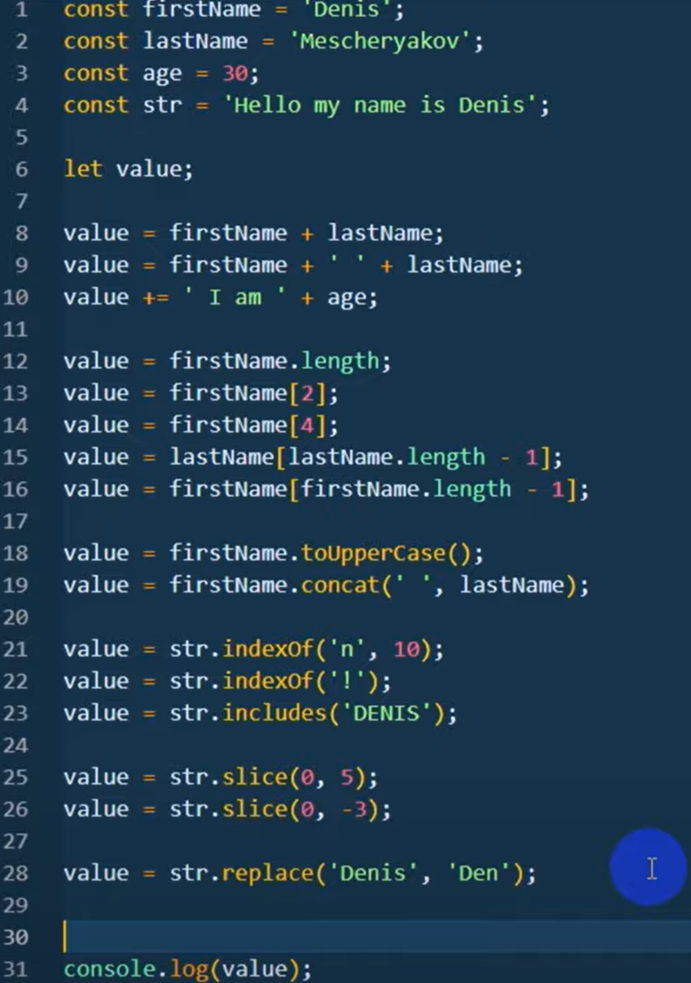 1 const firstName = 'Denis';
2 const lastName = 'Mescheryakov';
3 const age = 30;
4 const str = 'Hello my name is Denis';
5
6 let value;
7
8 value = firstName + lastName;
9 value = firstName + ' ' + lastName;
10 value += ' I am ' + age;
11
12 value = firstName.length;
13 value = firstName[2];
14 value = firstName[4];
15 value = lastName[lastName.length - 1];
16 value = firstName[firstName.length - 1];
17
18 value = firstName.toUpperCase();
19 value = firstName.concat(' ', lastName);
20
21 value = str.indexOf('n', 10);
22 value = str.indexOf('!');
23 value = str.includes('DENIS');
24
25 value = str.slice(0, 5);
26 value = str.slice(0, -3);
27
28 value = str.replace('Denis', 'Den');
29
30
31 console.log(value);